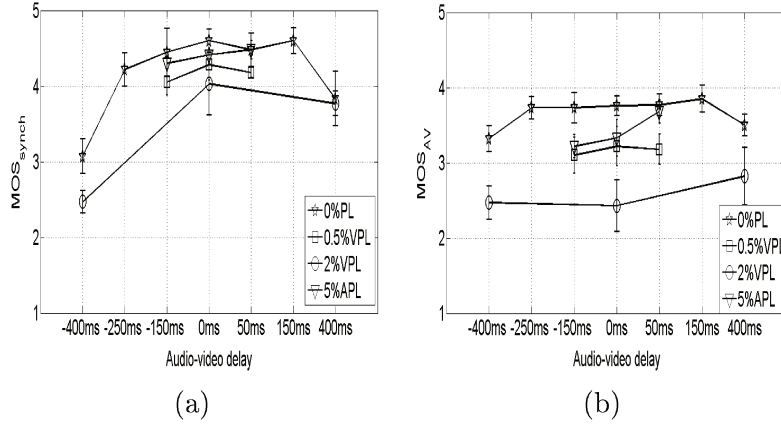 5
4
3
2
1
MOS_synch
0%PL
0.5%VPL
2%VPL
5%APL
-400ms -250ms -150ms 0ms 50ms 150ms 400ms
Audio-video delay
(a)
5
4
3
2
1
MOS_AV
0%PL
0.5%VPL
2%VPL
5%APL
-400ms -250ms -150ms 0ms 50ms 150ms 400ms
Audio-video delay
(b)